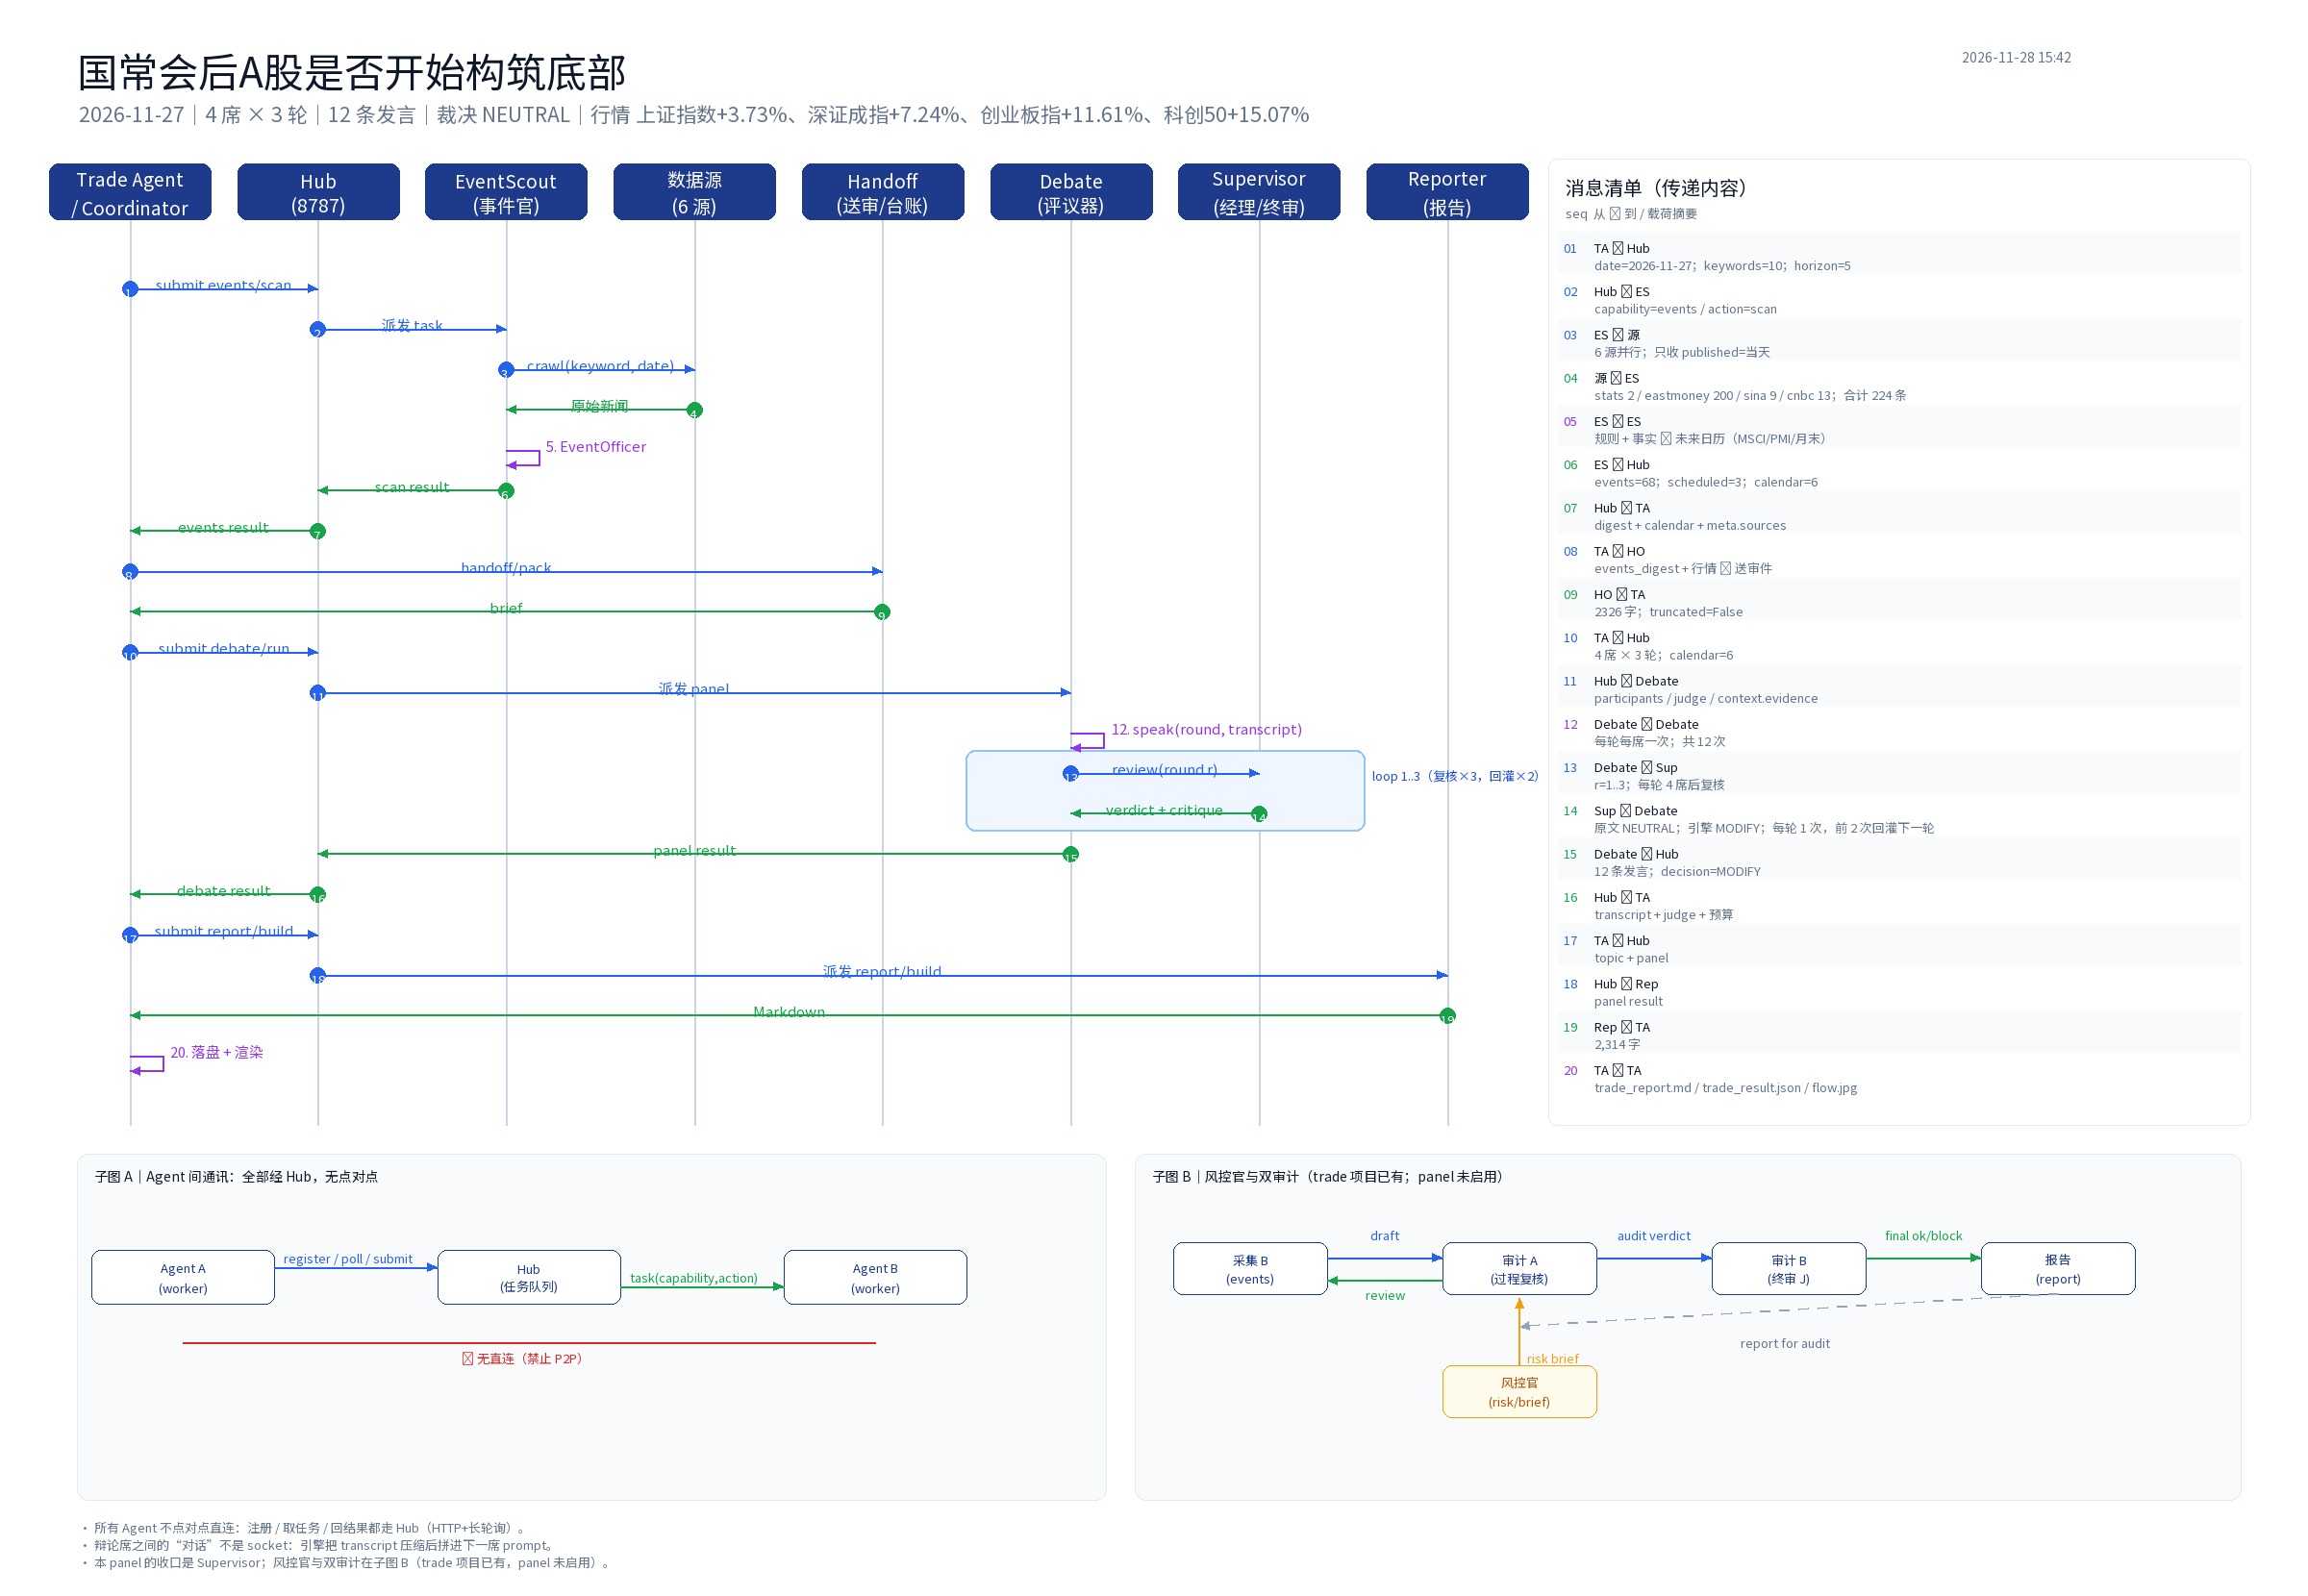 国常会后A股是否开始构筑底部
2026-11-28 15:42
2026-11-27｜4 席 × 3 轮｜12 条发言｜裁决 NEUTRAL｜行情 上证指数+3.73%、深证成指+7.24%、创业板指+11.61%、科创50+15.07%
Trade Agent
/ Coordinator
Hub
(8787)
EventScout
(事件官)
数据源
(6 源)
Handoff
(送审/台账)
Debate
(评议器)
Supervisor
(经理/终审)
Reporter
(报告)
1
submit events/scan
2
派发 task
3
crawl(keyword,date)
4
原始新闻
5. EventOfficer
6
scan result
7
events result
8
handoff/pack
9
brief
10
submit debate/run
11
派发 panel
12. speak(round, transcript)
13
review(round r)
loop 1..3（复核×3，回灌×2）
14
verdict + critique
15
panel result
16
debate result
17
submit report/build
18
派发 report/build
19
Markdown
20. 落盘 + 渲染
消息清单（传递内容）
seq 从 到 / 载荷摘要
01 TA Hub
date=2026-11-27；keywords=10；horizon=5
02 Hub ES
capability=events / action=scan
03 ES 源
6 源并行；只收 published=当天
04 源 ES
stats 2 / eastmoney 200 / sina 9 / cnbc 13；合计 224 条
05 ES ES
规则 + 事实 未来日历（MSCI/PMI/月末）
06 ES Hub
events=68；scheduled=3；calendar=6
07 Hub TA
digest + calendar + meta.sources
08 TA HO
events_digest + 行情 送审件
09 HO TA
2326 字；truncated=False
10 TA Hub
4 席 × 3 轮；calendar=6
11 Hub Debate
participants / judge / context.evidence
12 Debate Debate
每轮每席一次；共 12 次
13 Debate Sup
r=1..3；每轮 4 席后复核
14 Sup Debate
原文 NEUTRAL；引擎 MODIFY；每轮 1 次，前 2 次回灌下一轮
15 Debate Hub
12 条发言；decision=MODIFY
16 Hub TA
transcript + judge + 预算
17 TA Hub
topic + panel
18 Hub Rep
panel result
19 Rep TA
2,314 字
20 TA TA
trade_report.md / trade_result.json / flow.jpg
子图 A｜Agent 间通讯：全部经 Hub，无点对点
Agent A
(worker)
register / poll / submit
Hub
(任务队列)
task(capability,action)
Agent B
(worker)
无直连（禁止 P2P）
子图 B｜风控官与双审计（trade 项目已有；panel 未启用）
采集 B
(events)
draft
review
审计 A
(过程复核)
audit verdict
审计 B
(终审 J)
final ok/block
报告
(report)
report for audit
risk brief
风控官
(risk/brief)
· 所有 Agent 不点对点直连：注册 / 取任务 / 回结果都走 Hub（HTTP+长轮询）。
· 辩论席之间的“对话”不是 socket：引擎把 transcript 压缩后拼进下一席 prompt。
· 本 panel 的收口是 Supervisor；风控官与双审计在子图 B（trade 项目已有，panel 未启用）。